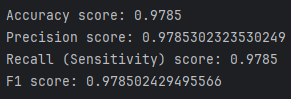 Accuracy score: 0.9785
Precision score: 0.9785302323530249
Recall (Sensitivity) score: 0.9785
F1 score: 0.978502429495566